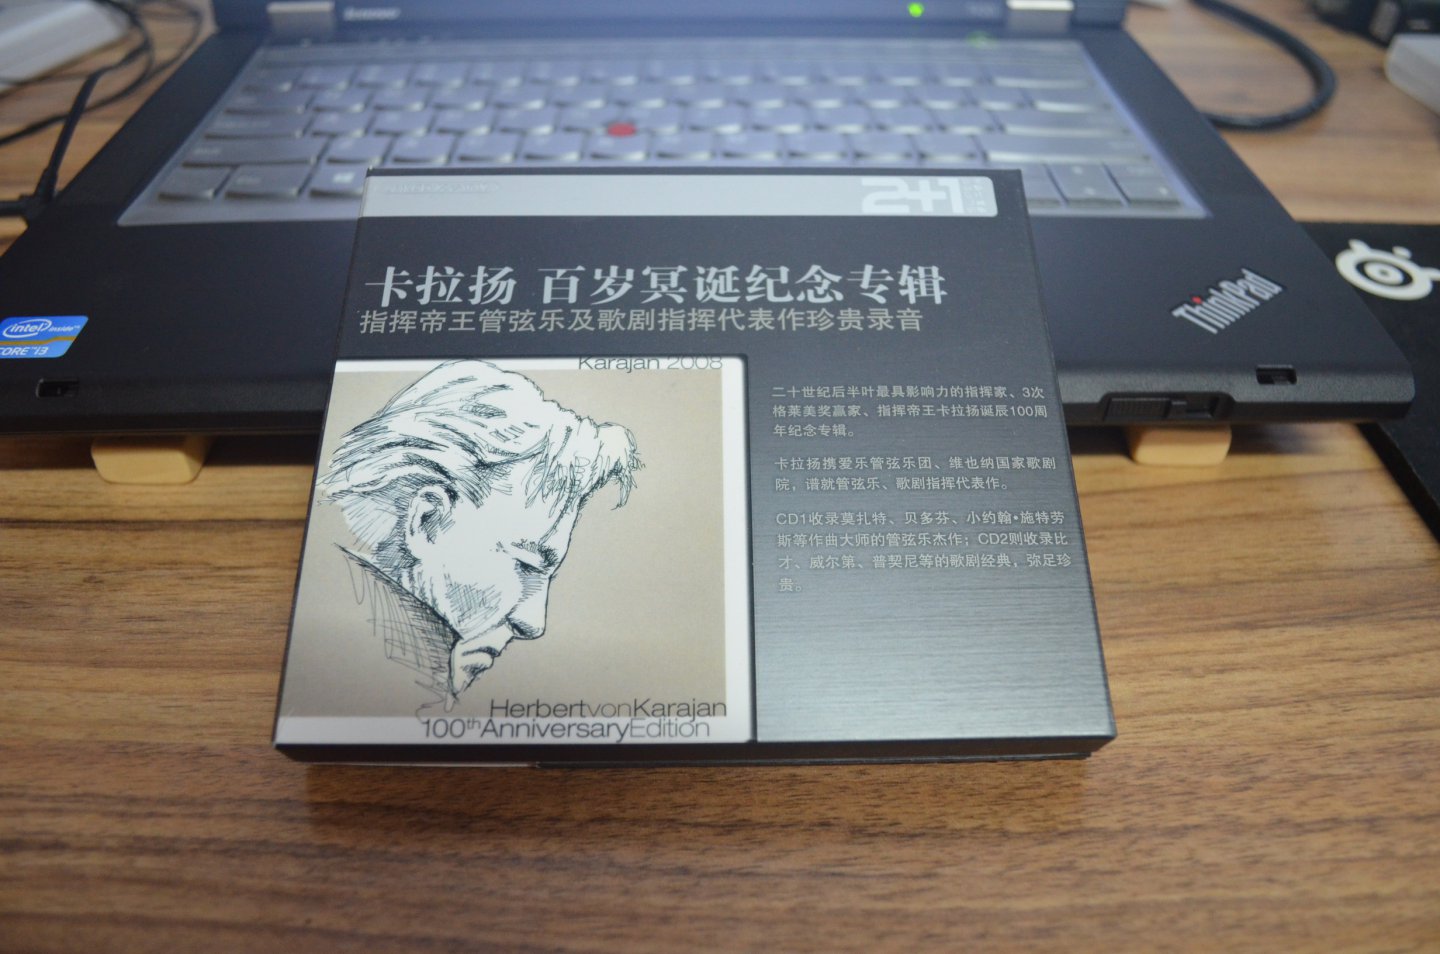 lenovo
2+1
卡拉扬 百岁冥诞纪念专辑
指挥帝王管弦乐及歌剧指挥代表作珍贵录音
ThinkPad
intel inside™
CORE™i3
Karajan 2008
二十世纪后半叶最具影响力的指挥家、3次
格莱美奖赢家、指挥帝王卡拉扬诞辰100周
年纪念专辑。
卡拉扬携爱乐管弦乐团、维也纳国家歌剧
院，谱就管弦乐、歌剧指挥代表作。
CD1收录莫扎特、贝多芬、小约翰•施特劳
斯等作曲大师的管弦乐杰作；CD2则收录比
才、威尔第、普契尼等的歌剧经典，弥足珍
贵。
HerbertvonKarajan
100thAnniversaryEdition